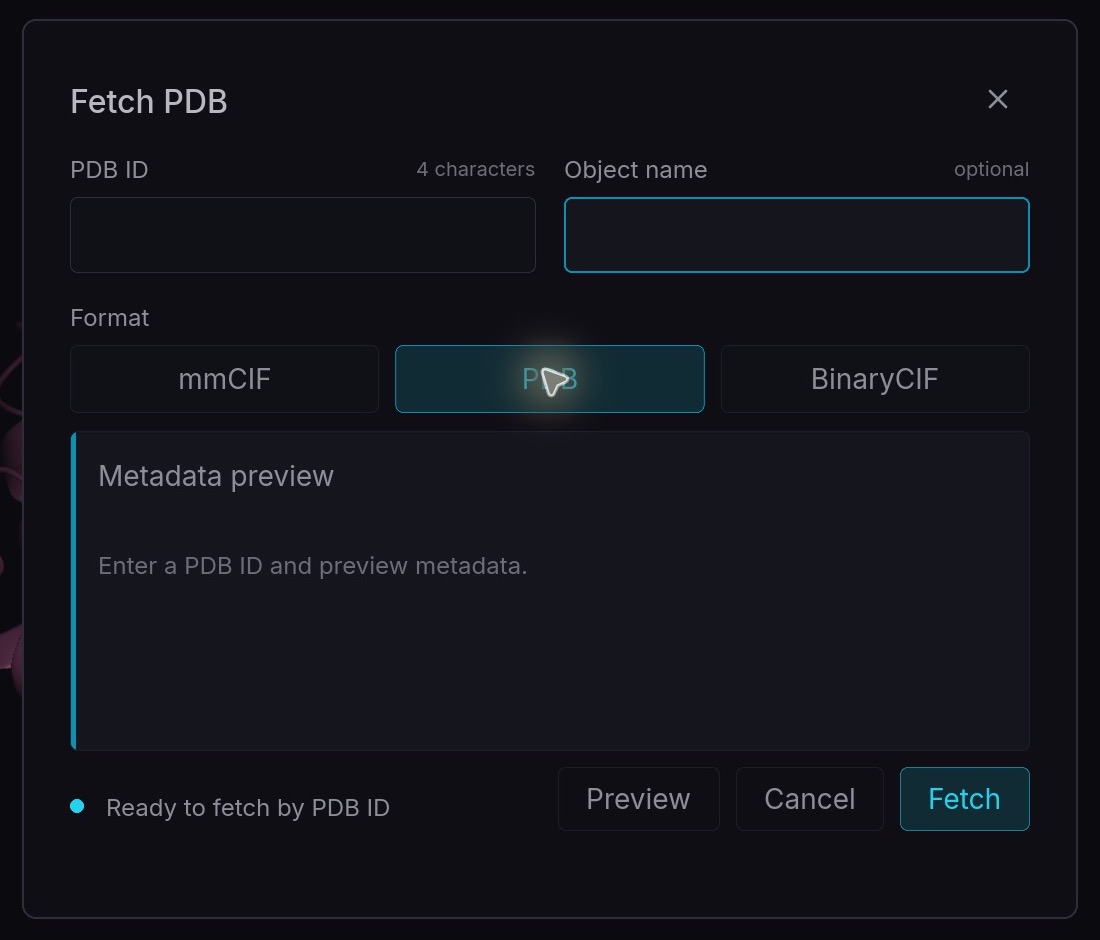 Fetch PDB
PDB ID
4 characters
Object name
optional
Format
mmCIF
PDB
BinaryCIF
Metadata preview
Enter a PDB ID and preview metadata.
Ready to fetch by PDB ID
Preview
Cancel
Fetch